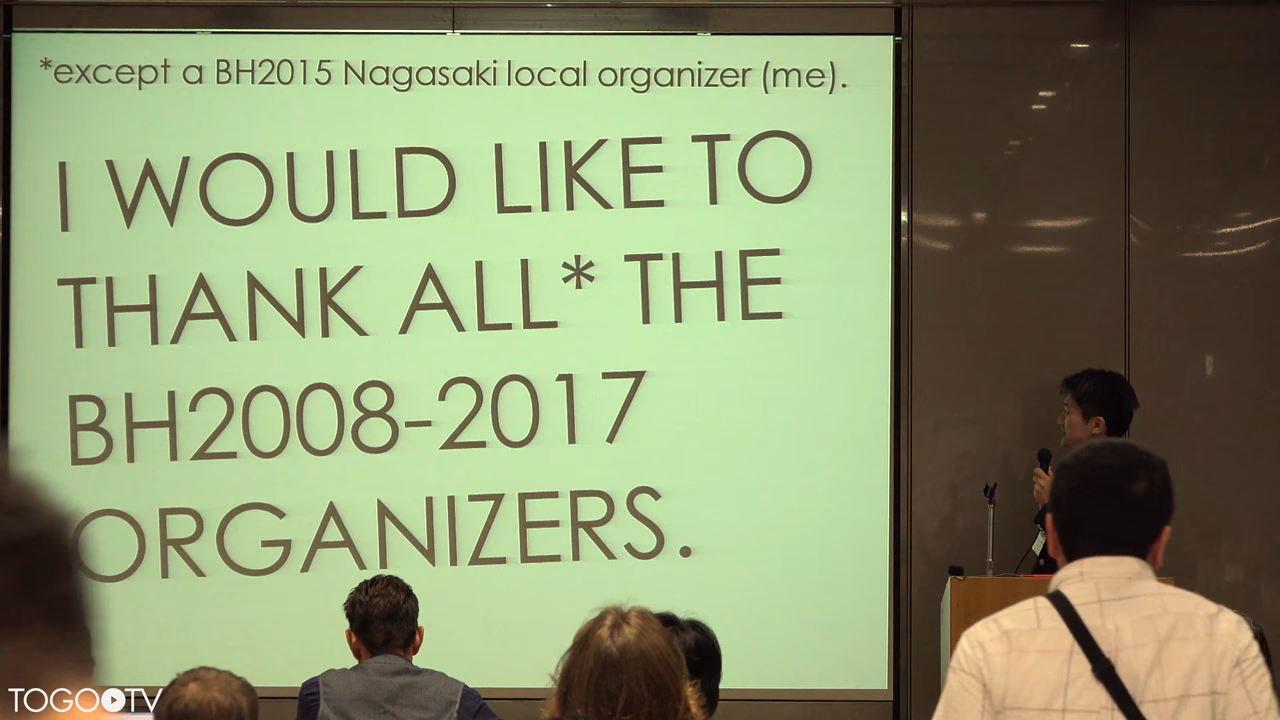 *except a BH2015 Nagasaki local organizer (me).
I WOULD LIKE TO
THANK ALL* THE
BH2008-2017
ORGANIZERS.
TOGOTV